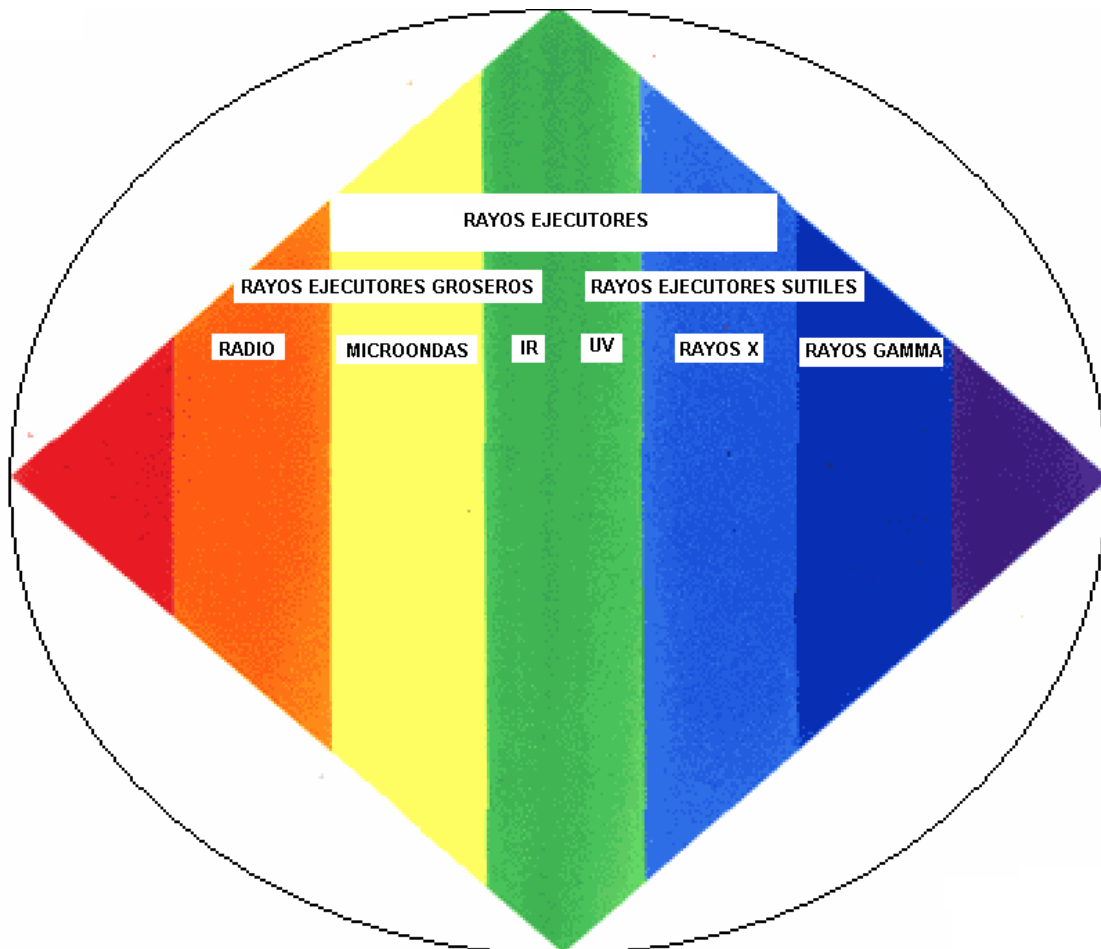 RAYOS EJECUTORES
RAYOS EJECUTORES GROSEROS
RAYOS EJECUTORES SUTILES
RADIO
MICROONDAS
IR
UV
RAYOS X
RAYOS GAMMA